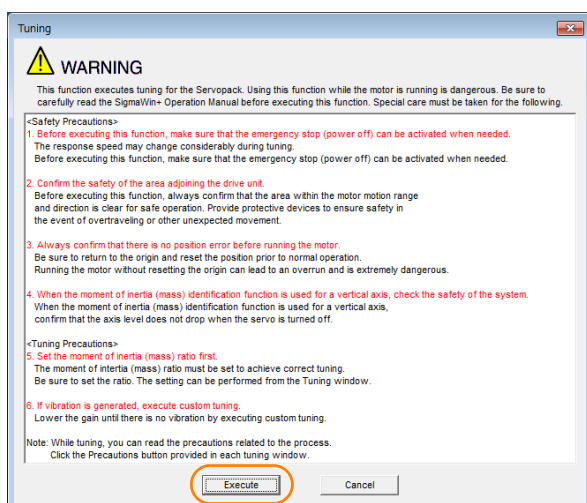 Tuning
WARNING
This function executes tuning for the Servopack. Using this function while the motor is running is dangerous. Be sure to
carefully read the SigmaWin+ Operation Manual before executing this function. Special care must be taken for the following.
<Safety Precautions>
1. Before executing this function, make sure that the emergency stop (power off) can be activated when needed.
The response speed may change considerably during tuning.
Before executing this function, make sure that the emergency stop (power off) can be activated when needed.
2. Confirm the safety of the area adjoining the drive unit.
Before executing this function, always confirm that the area within the motor motion range
and direction is clear for safe operation. Provide protective devices to ensure safety in
the event of overtraveling or other unexpected movement.
3. Always confirm that there is no position error before running the motor.
Be sure to return to the origin and reset the position prior to normal operation.
Running the motor without resetting the origin can lead to an overrun and is extremely dangerous.
4. When the moment of inertia (mass) identification function is used for a vertical axis, check the safety of the system.
When the moment of inertia (mass) identification function is used for a vertical axis,
confirm that the axis level does not drop when the servo is turned off.
<Tuning Precautions>
5. Set the moment of inertia (mass) ratio first.
The moment of intertia (mass) ratio must be set to achieve correct tuning.
Be sure to set the ratio. The setting can be performed from the Tuning window.
6. If vibration is generated, execute custom tuning.
Lower the gain until there is no vibration by executing custom tuning.
Note: While tuning, you can read the precautions related to the process.
Click the Precautions button provided in each tuning window.
Execute
Cancel